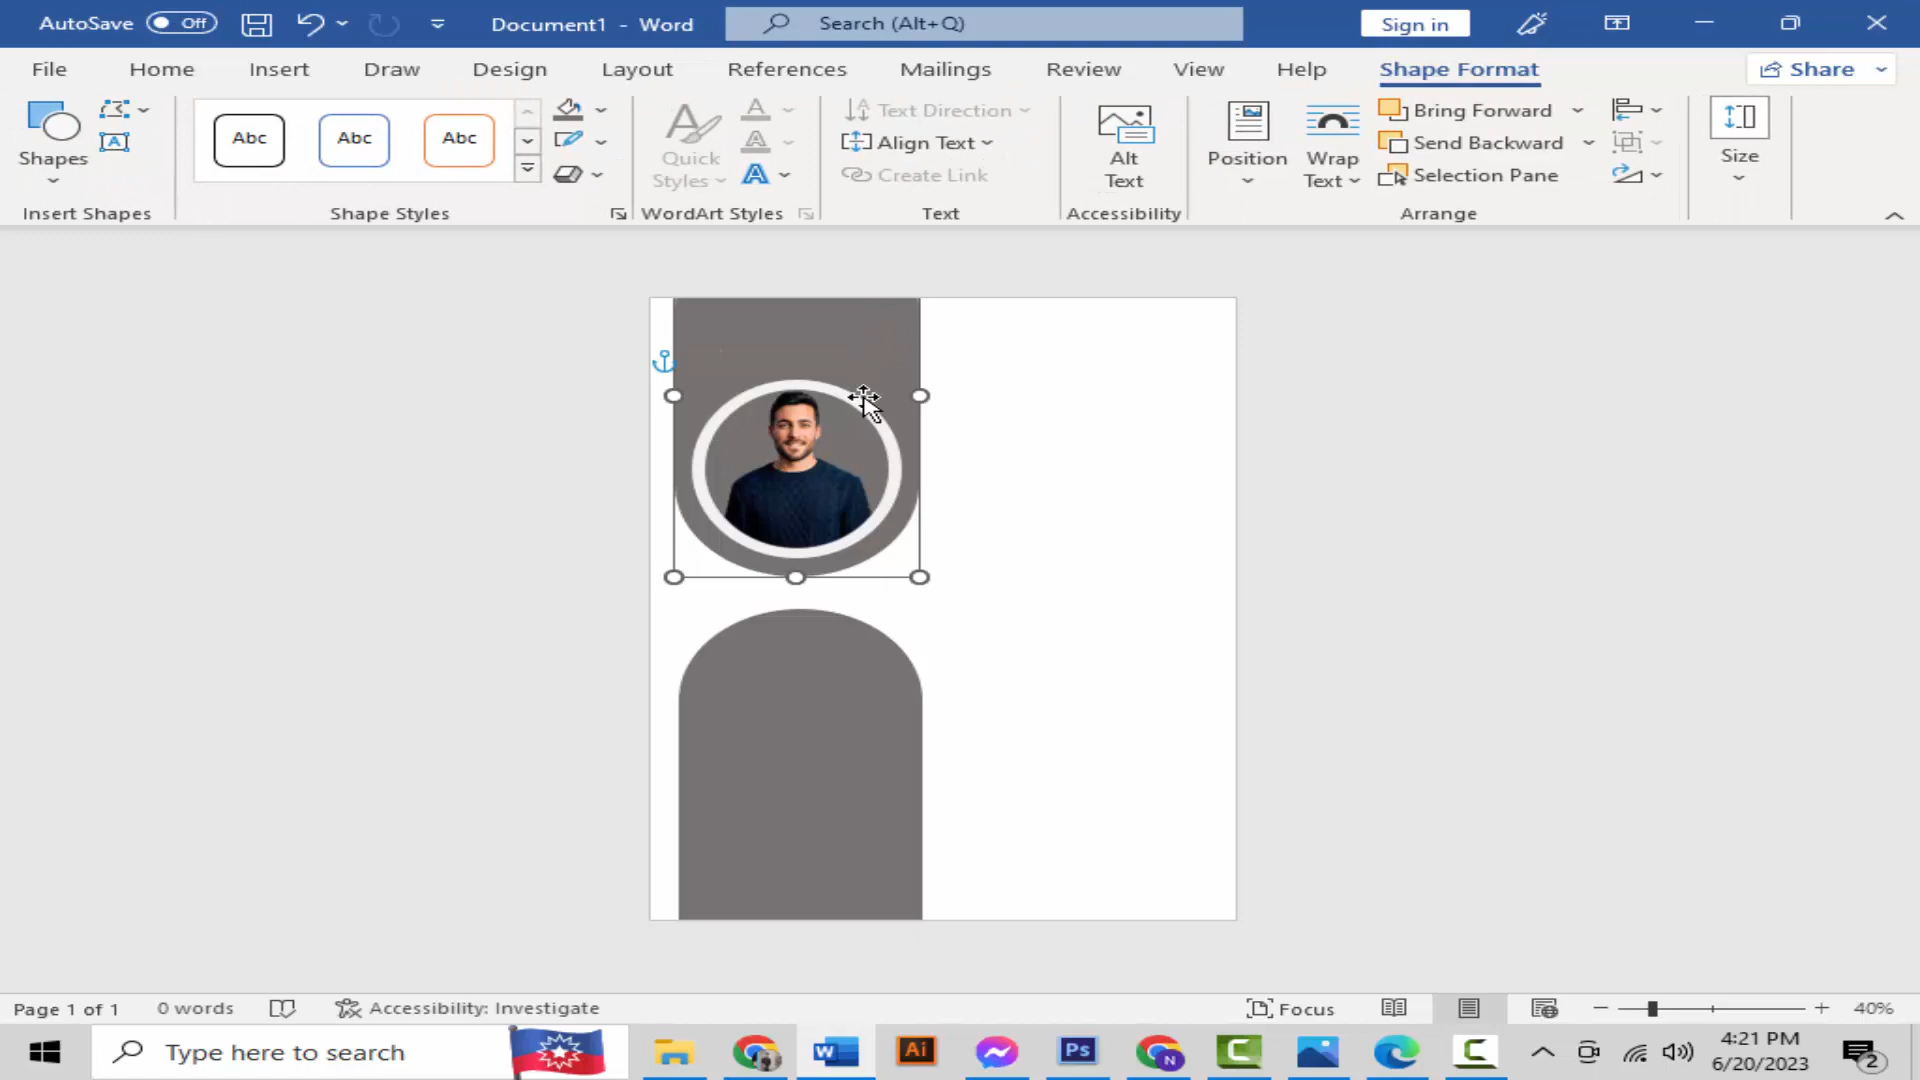 AutoSave Off Document1 - Word Search (Alt+Q) Sign in
File Home Insert Draw Design Layout References Mailings Review View Help Shape Format Share
Abc Abc Abc
Shapes
Quick Styles
Text Direction
Align Text
Create Link
Alt Text
Position
Wrap Text
Bring Forward
Send Backward
Selection Pane
Size
Insert Shapes Shape Styles WordArt Styles Text Accessibility Arrange
Page 1 of 1 0 words Accessibility: Investigate Focus 40%
Type here to search
Ai
Ps
N
4:21 PM
6/20/2023
2